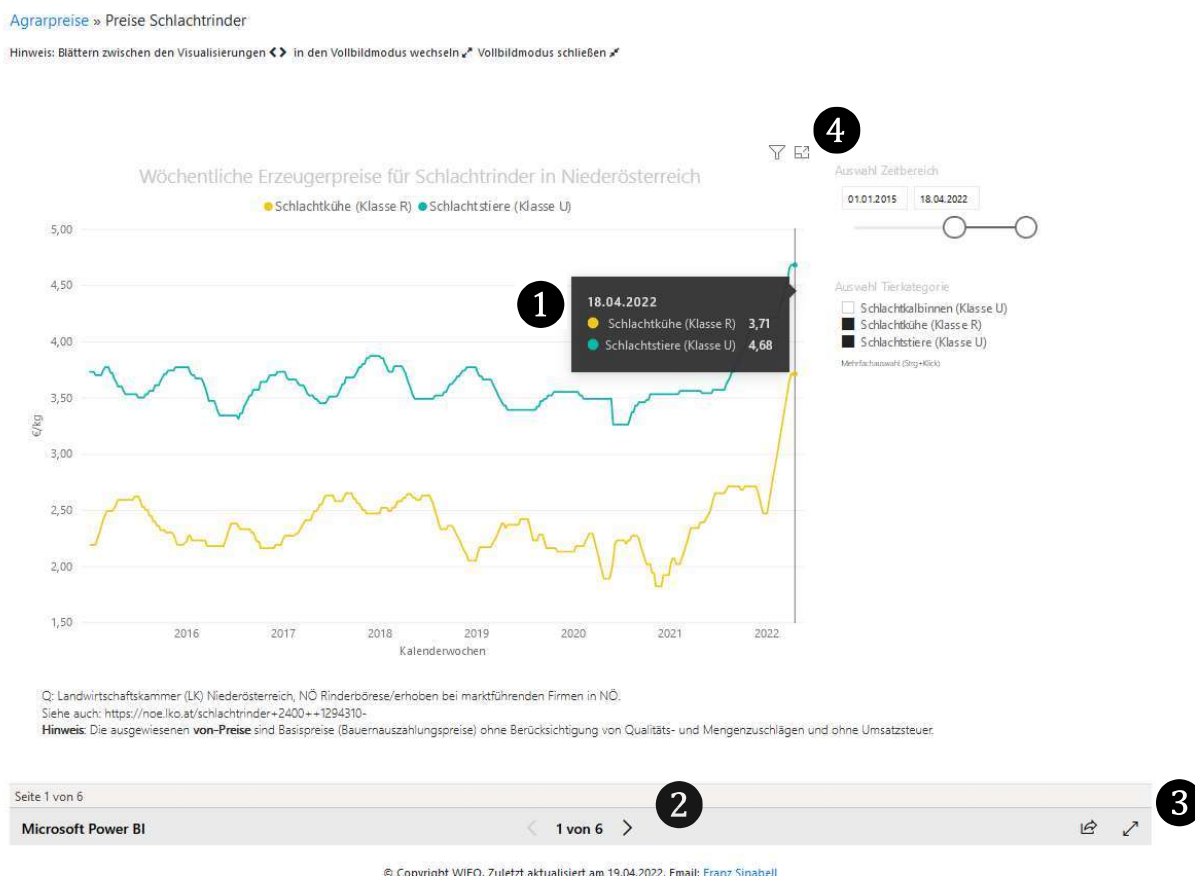 Agrarpreise » Preise Schlachtrinder
Hinweis: Blättern zwischen den Visualisierungen in den Vollbildmodus wechseln Vollbildmodus schließen
4
Wöchentliche Erzeugerpreise für Schlachtrinder in Niederösterreich
Schlachtkühe (Klasse R) Schlachtstiere (Klasse U)
Auswahl Zeitbereich
01.01.2015 18.04.2022
5,00
4,50
4,00
3,50
3,00
2,50
2,00
1,50
€/kg
1
18.04.2022
Schlachtkühe (Klasse R) 3,71
Schlachtstiere (Klasse U) 4,68
Auswahl Tierkategorie
Schlachtkalbinnen (Klasse U)
Schlachtkühe (Klasse R)
Schlachtstiere (Klasse U)
Mehrfachauswahl (Strg+Klick)
2016 2017 2018 2019 2020 2021 2022
Kalenderwochen
Q: Landwirtschaftskammer (LK) Niederösterreich, NÖ Rinderbörese/erhoben bei marktführenden Firmen in NÖ.
Siehe auch: https://noe.lko.at/schlachtrinder+2400++1294310-
Hinweis: Die ausgewiesenen von-Preise sind Basispreise (Bauernauszahlungspreise) ohne Berücksichtigung von Qualitäts- und Mengenzuschlägen und ohne Umsatzsteuer.
Seite 1 von 6
2
3
Microsoft Power BI
1 von 6
© Copyright WIFO. Zuletzt aktualisiert am 19.04.2022. Email: Franz Sinabell